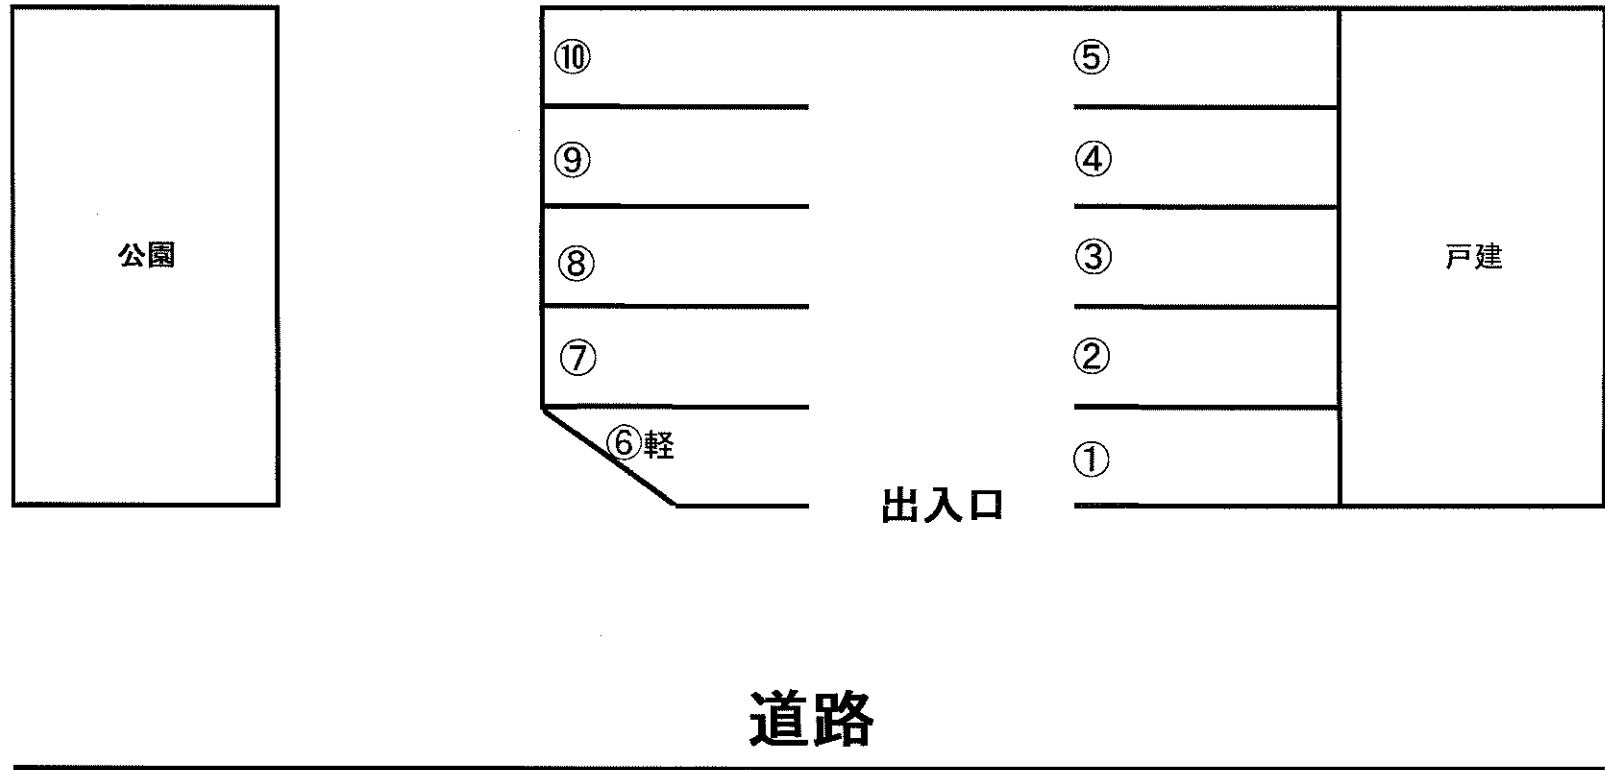 ⑩ ⑤
⑨ ④
公園 ⑧ ③ 戸建
⑦ ②
⑥軽 ①
出入口
道路